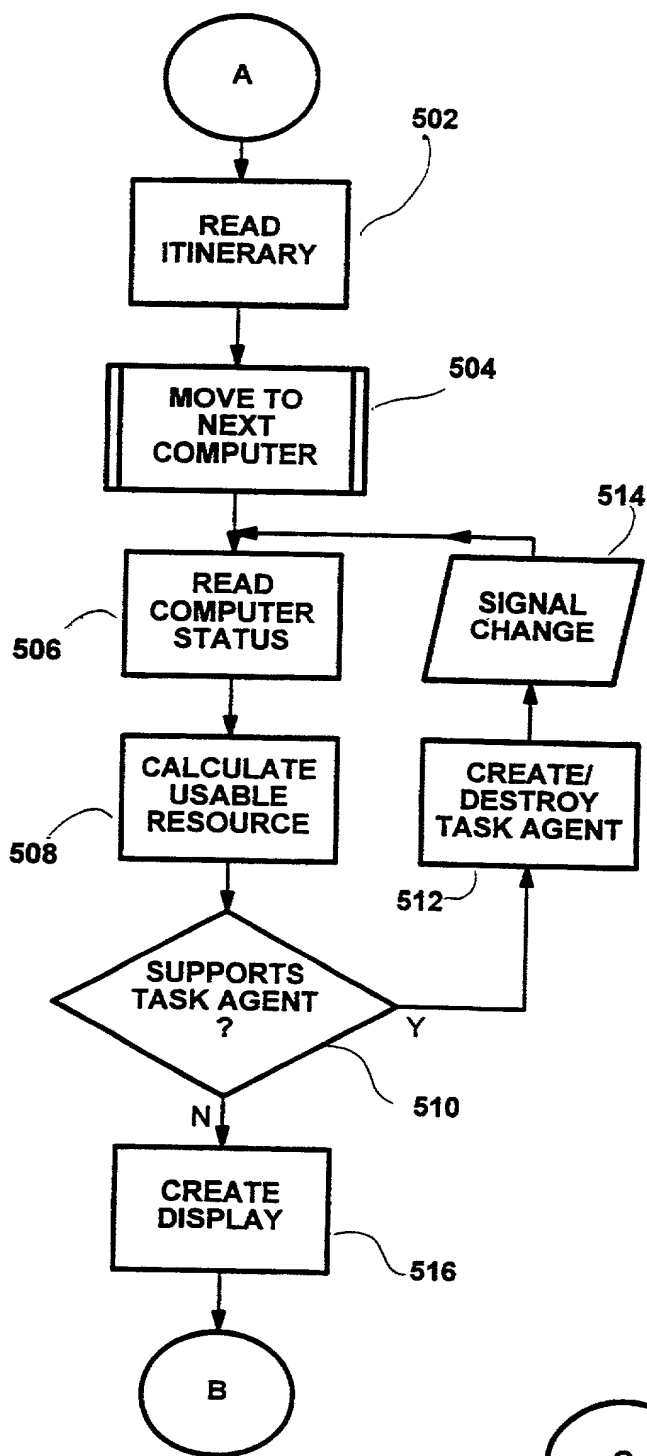 A
502
READ
ITINERARY
504
MOVE TO
NEXT
COMPUTER
514
READ
COMPUTER
STATUS
SIGNAL
CHANGE
506
CALCULATE
USABLE
RESOURCE
CREATE/
DESTROY
TASK AGENT
508
512
SUPPORTS
TASK AGENT
?
Y
510
N
CREATE
DISPLAY
516
B